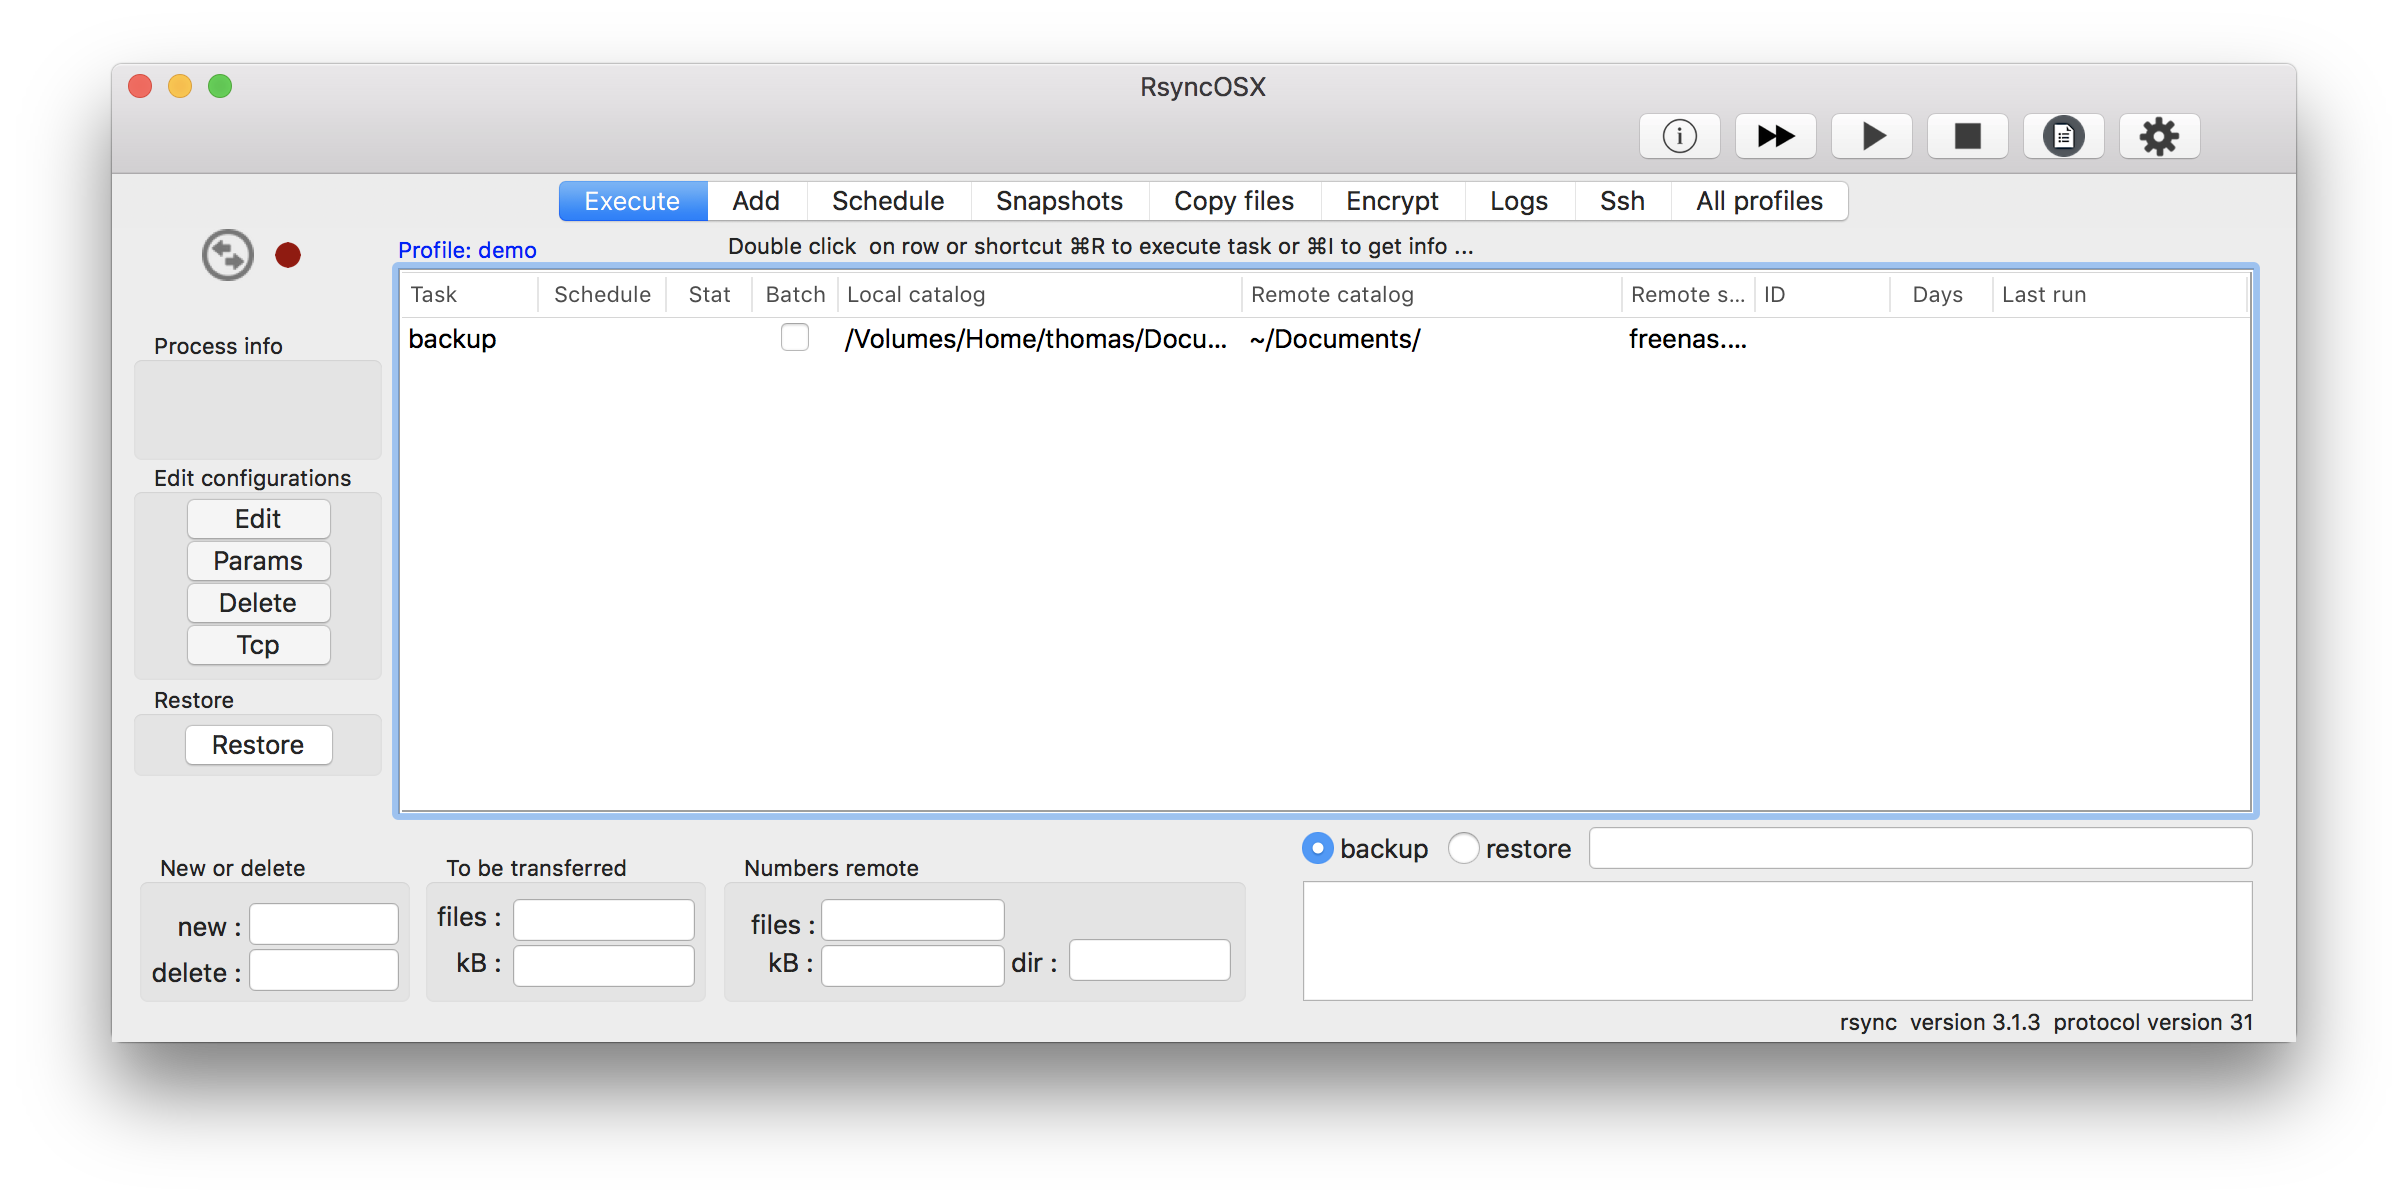 RsyncOSX
Execute Add Schedule Snapshots Copy files Encrypt Logs Ssh All profiles
Profile: demo
Double click  on row or shortcut ⌘R to execute task or ⌘I to get info ...
Task Schedule Stat Batch Local catalog Remote catalog Remote s... ID Days Last run
backup /Volumes/Home/thomas/Docu... ~/Documents/ freenas....
Process info
Edit configurations
Edit
Params
Delete
Tcp
Restore
Restore
backup restore
New or delete
new :
delete :
To be transferred
files :
kB :
Numbers remote
files :
kB :
dir :
rsync  version 3.1.3  protocol version 31